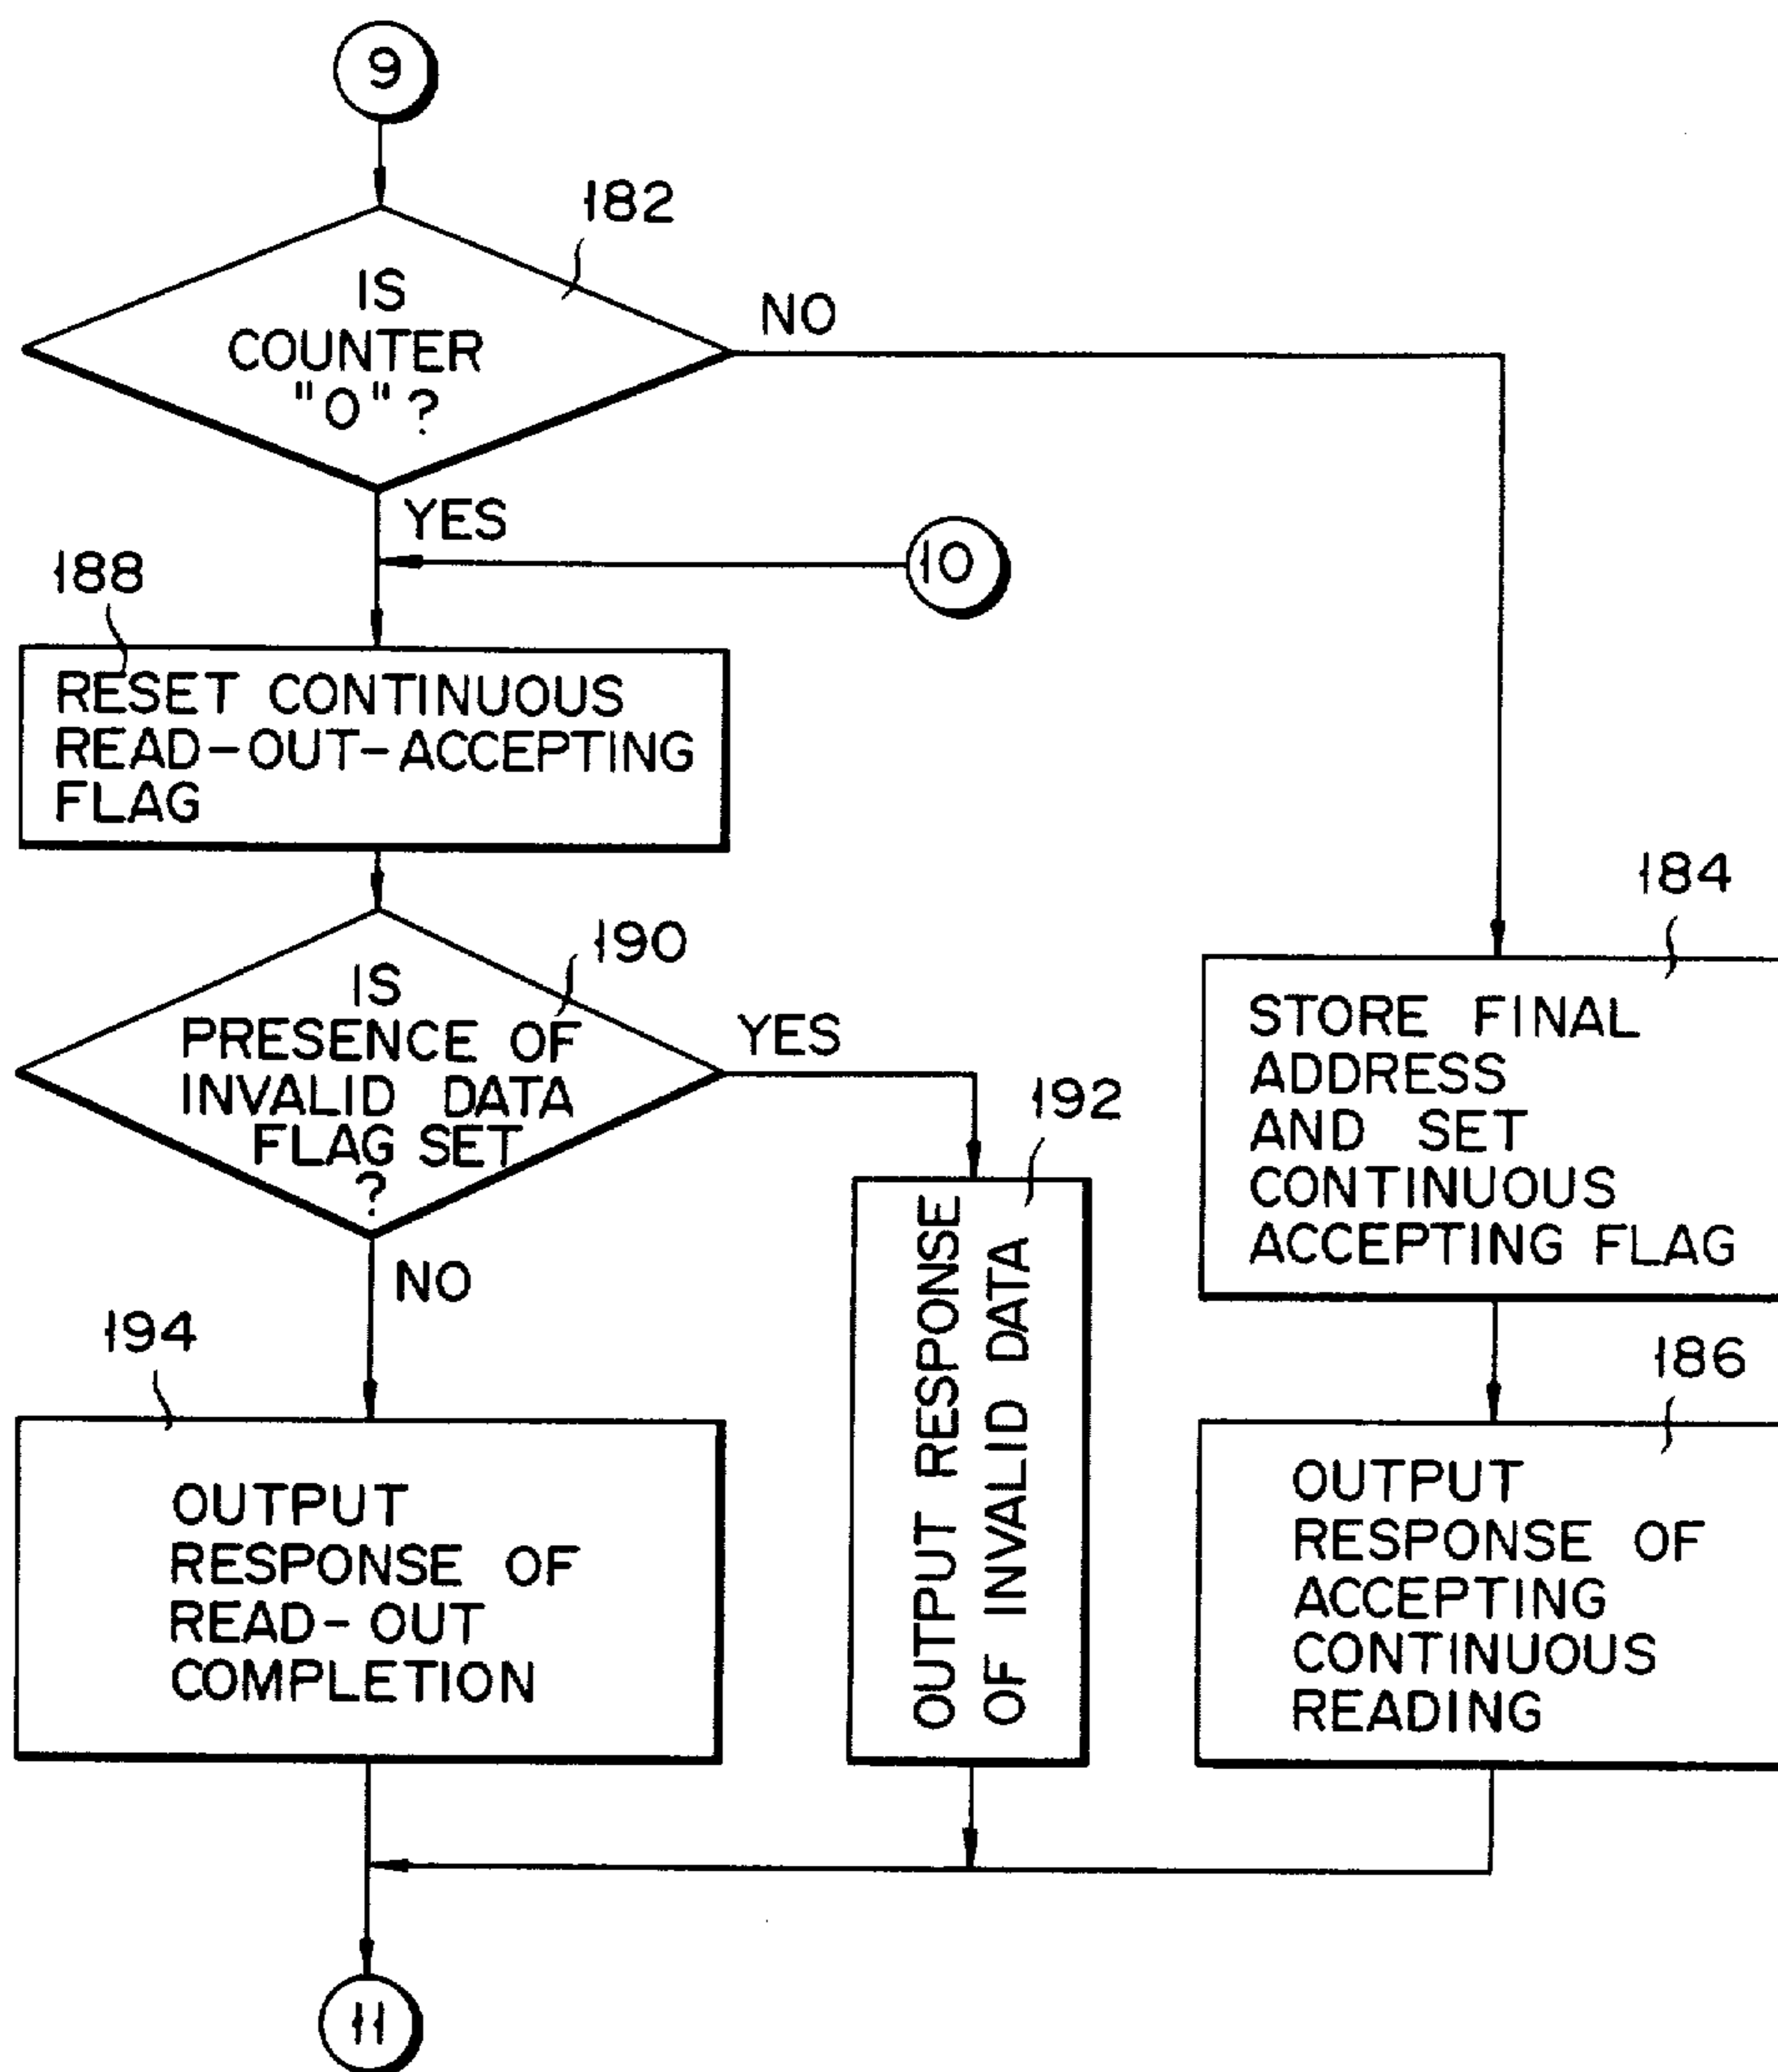 9
182
IS
COUNTER
"0"?
NO
YES
10
188
RESET CONTINUOUS
READ-OUT-ACCEPTING
FLAG
190
IS
PRESENCE OF
INVALID DATA
FLAG SET
?
YES
NO
192
OUTPUT RESPONSE
OF INVALID DATA
184
STORE FINAL
ADDRESS
AND SET
CONTINUOUS
ACCEPTING FLAG
194
OUTPUT
RESPONSE OF
READ-OUT
COMPLETION
186
OUTPUT
RESPONSE OF
ACCEPTING
CONTINUOUS
READING
11